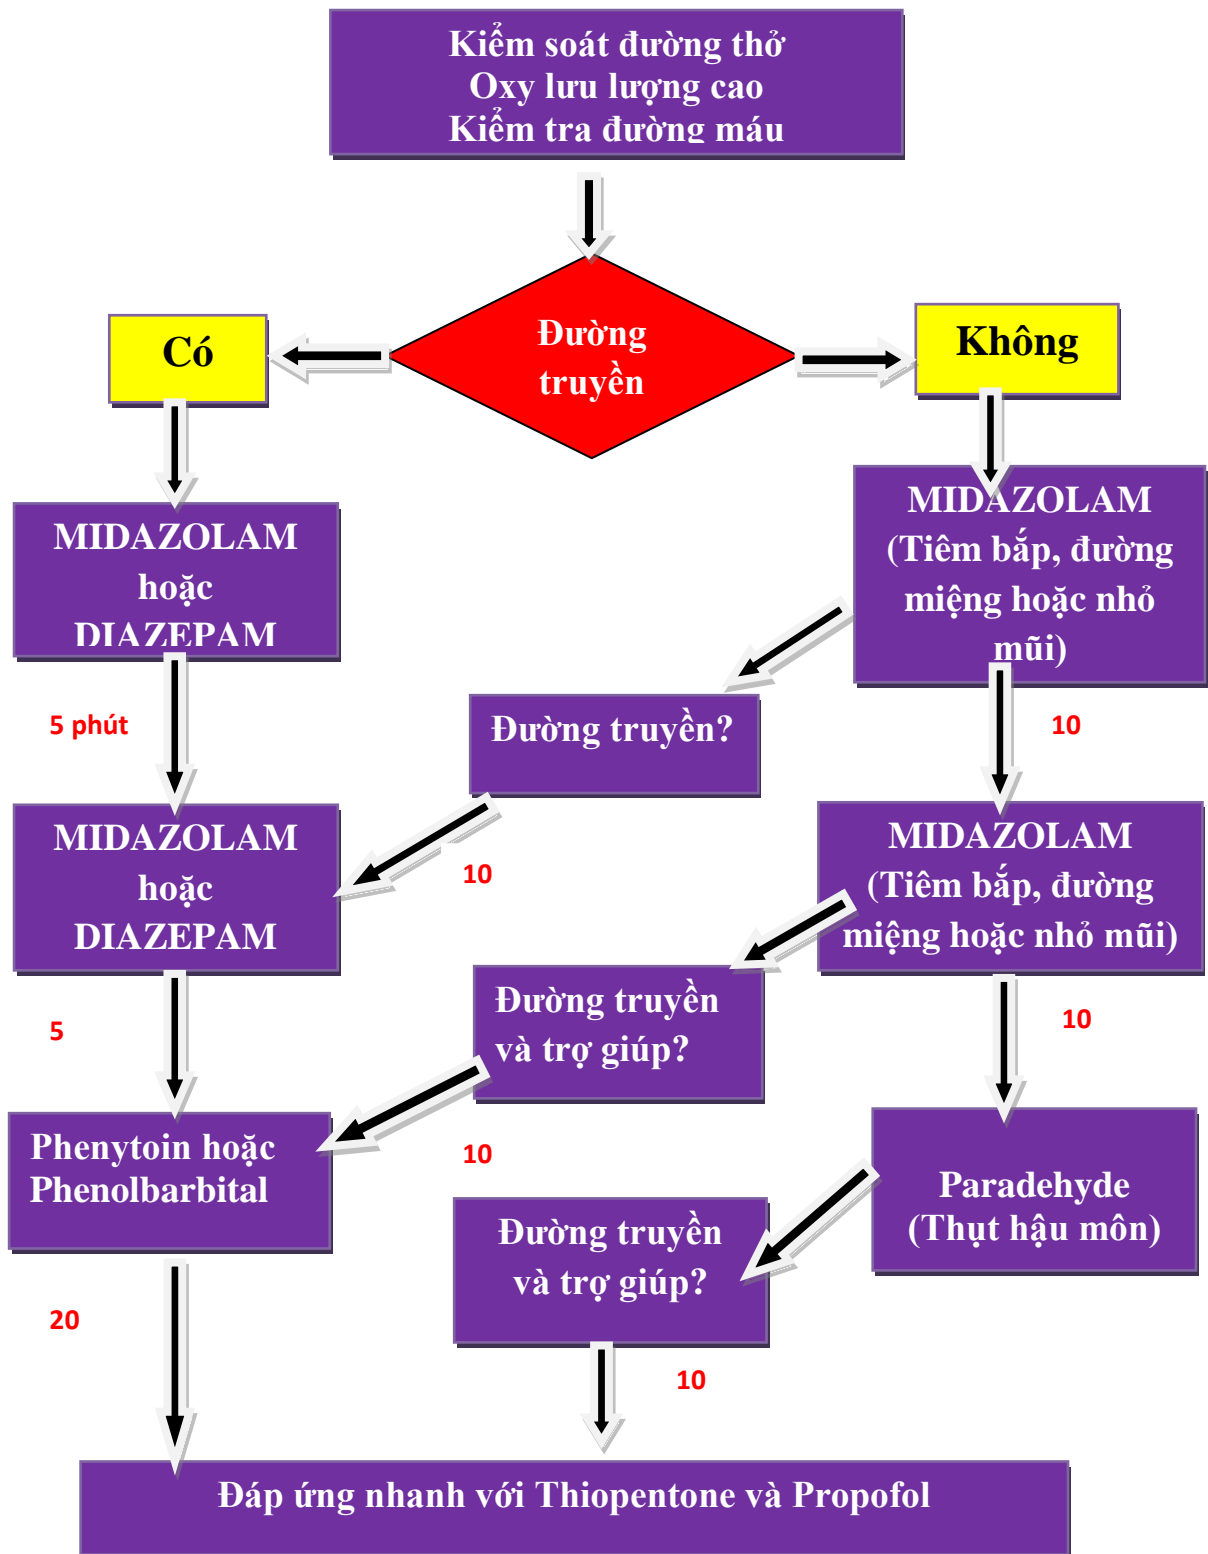 Kiểm soát đường thở
Oxy lưu lượng cao
Kiểm tra đường máu
Đường
truyền
Có
Không
MIDAZOLAM
hoặc
DIAZEPAM
MIDAZOLAM
(Tiêm bắp, đường
miệng hoặc nhỏ
mũi)
5 phút
Đường truyền?
10
MIDAZOLAM
hoặc
DIAZEPAM
10
MIDAZOLAM
(Tiêm bắp, đường
miệng hoặc nhỏ mũi)
5
Đường truyền
và trợ giúp?
10
Phenytoin hoặc
Phenolbarbital
10
Paradehyde
(Thụt hậu môn)
Đường truyền
và trợ giúp?
20
10
Đáp ứng nhanh với Thiopentone và Propofol